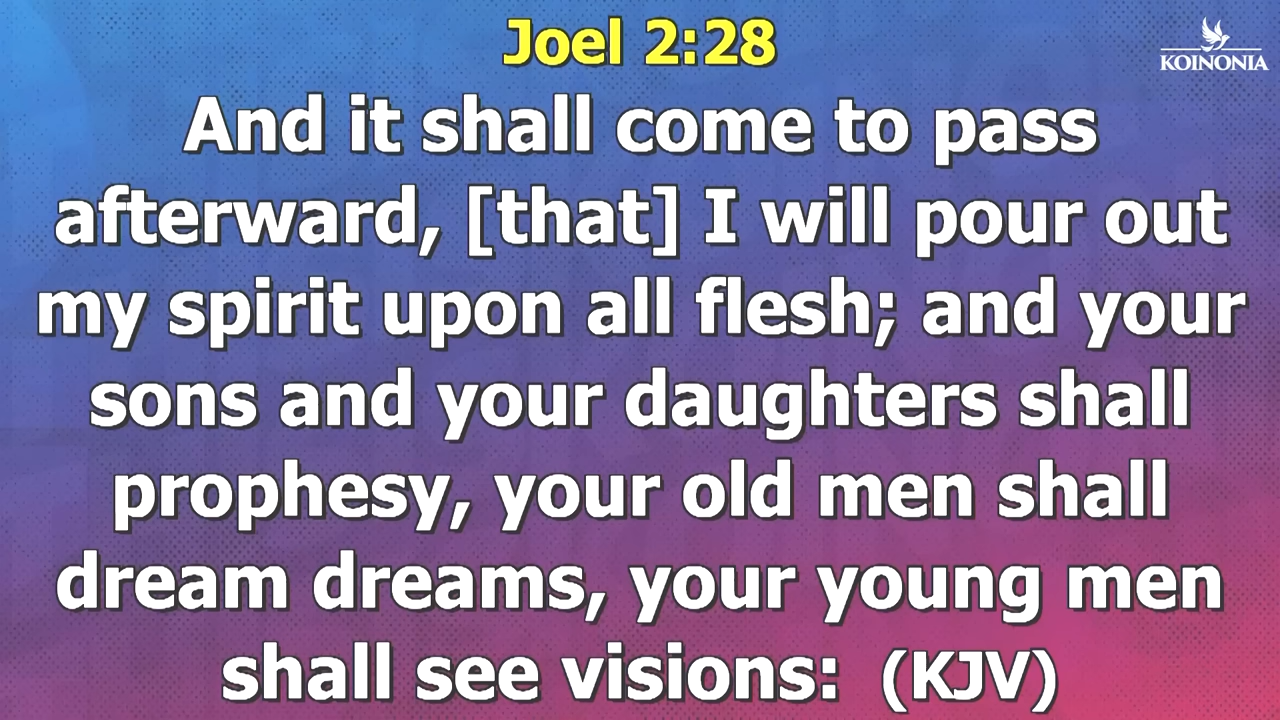 Joel 2:28
KOINONIA
And it shall come to pass
afterward, [that] I will pour out
my spirit upon all flesh; and your
sons and your daughters shall
prophesy, your old men shall
dream dreams, your young men
shall see visions: (KJV)